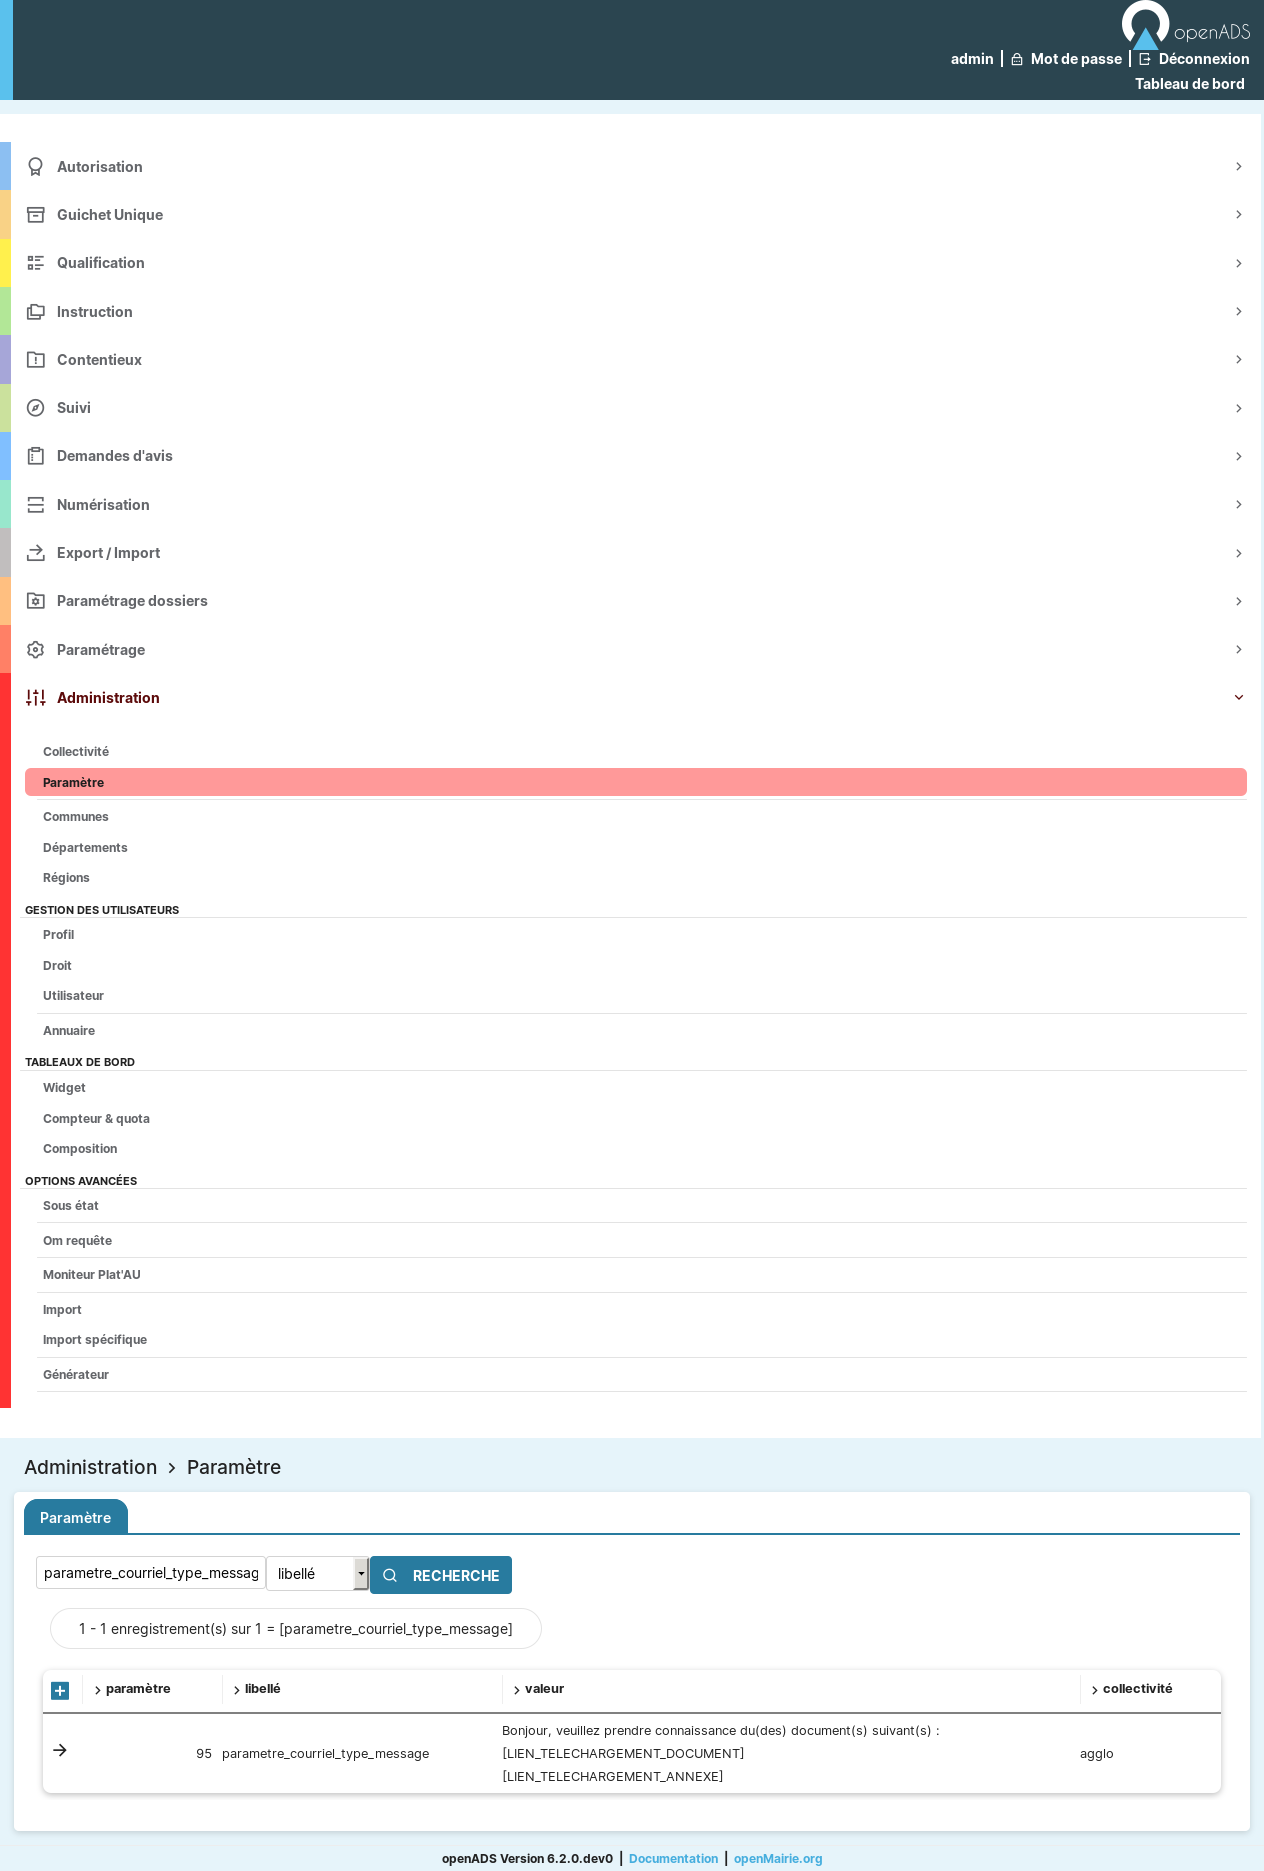 openADS
admin | Mot de passe | Déconnexion
Tableau de bord
Autorisation
Guichet Unique
Qualification
Instruction
Contentieux
Suivi
Demandes d'avis
Numérisation
Export / Import
Paramétrage dossiers
Paramétrage
Administration
Collectivité
Paramètre
Communes
Départements
Régions
GESTION DES UTILISATEURS
Profil
Droit
Utilisateur
Annuaire
TABLEAUX DE BORD
Widget
Compteur & quota
Composition
OPTIONS AVANCÉES
Sous état
Om requête
Moniteur Plat'AU
Import
Import spécifique
Générateur
Administration > Paramètre
Paramètre
parametre_courriel_type_messag libellé RECHERCHE
1 - 1 enregistrement(s) sur 1 = [parametre_courriel_type_message]
paramètre libellé valeur collectivité
Bonjour, veuillez prendre connaissance du(des) document(s) suivant(s) :
95 parametre_courriel_type_message [LIEN_TELECHARGEMENT_DOCUMENT] agglo
[LIEN_TELECHARGEMENT_ANNEXE]
openADS Version 6.2.0.dev0 | Documentation | openMairie.org